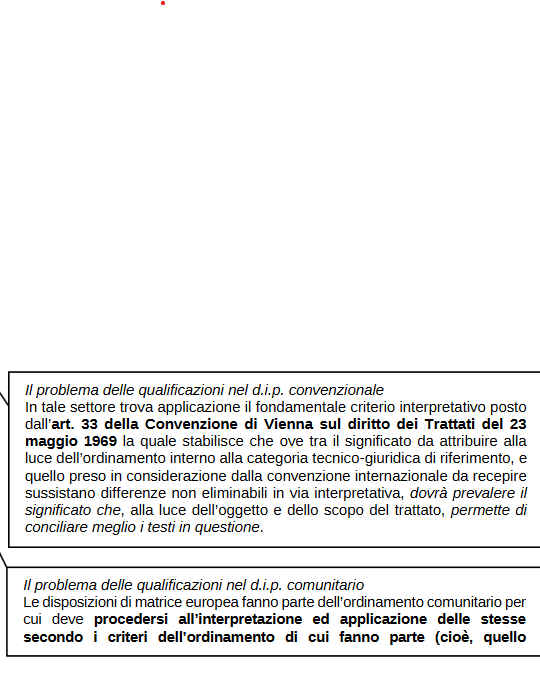 Il problema delle qualificazioni nel d.i.p. convenzionale
In tale settore trova applicazione il fondamentale criterio interpretativo posto
dall'art. 33 della Convenzione di Vienna sul diritto dei Trattati del 23
maggio 1969 la quale stabilisce che ove tra il significato da attribuire alla
luce dell'ordinamento interno alla categoria tecnico-giuridica di riferimento, e
quello preso in considerazione dalla convenzione internazionale da recepire
sussistano differenze non eliminabili in via interpretativa, dovrà prevalere il
significato che, alla luce dell'oggetto e dello scopo del trattato, permette di
conciliare meglio i testi in questione.
Il problema delle qualificazioni nel d.i.p. comunitario
Le disposizioni di matrice europea fanno parte dell'ordinamento comunitario per
cui deve procedersi all'interpretazione ed applicazione delle stesse
secondo i criteri dell'ordinamento di cui fanno parte (cioè, quello